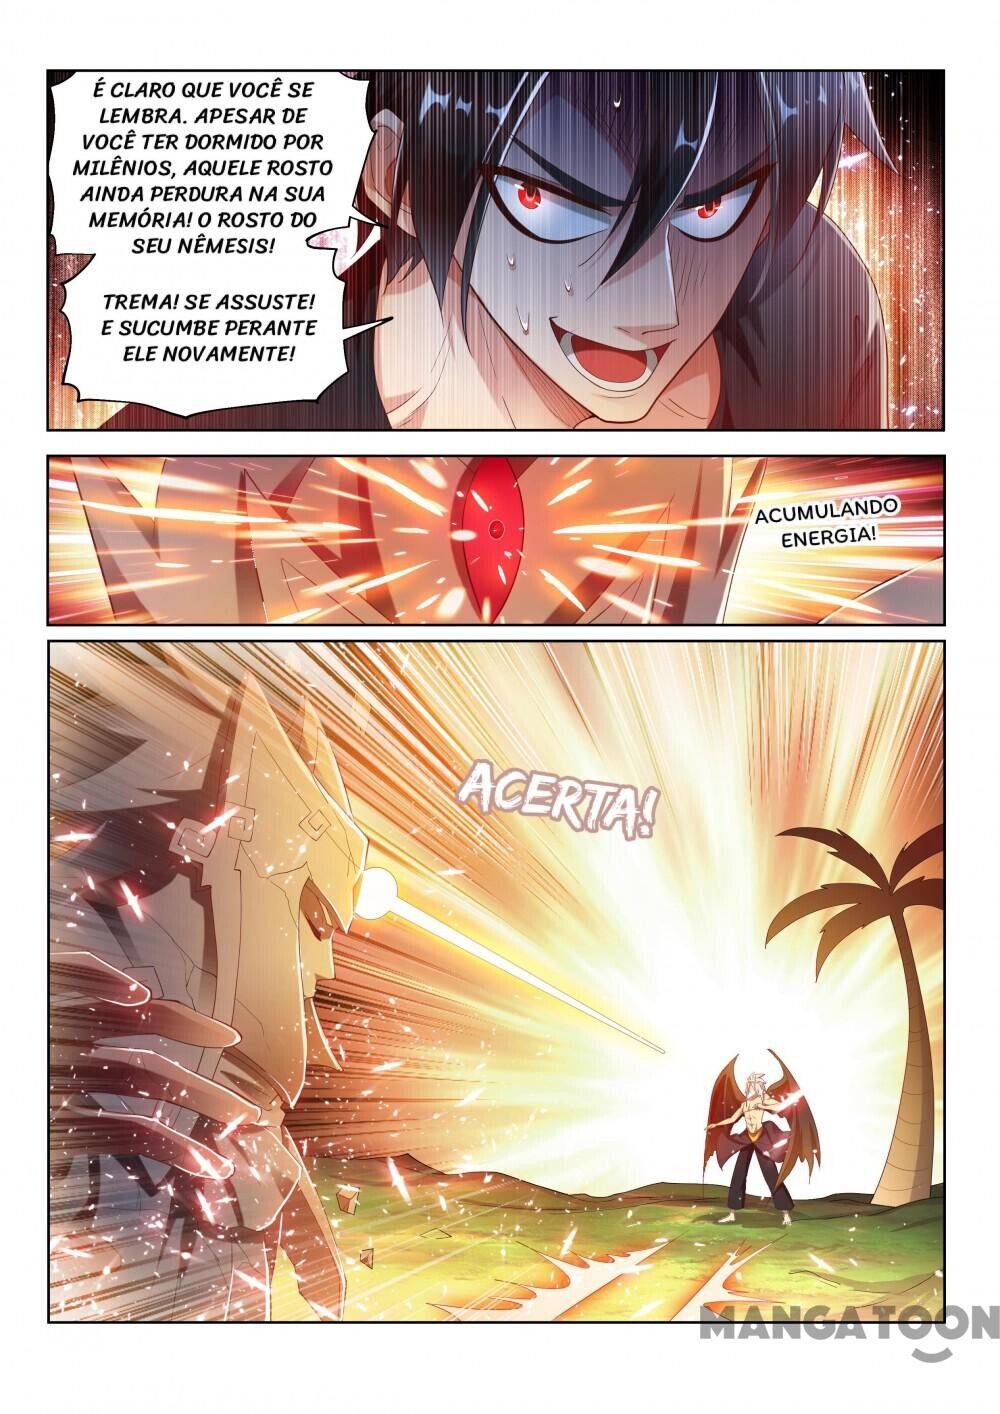 É CLARO QUE VOCÊ SE
LEMBRA. APESAR DE
VOCÊ TER DORMIDO POR
MILÊNIOS, AQUELE ROSTO
AINDA PERDURA NA SUA
MEMÓRIA! O ROSTO DO
SEU NÊMESIS!
TREMA! SE ASSUSTE!
E SUCUMBE PERANTE
ELE NOVAMENTE!
ACUMULANDO
ENERGIA!
ACERTA!
MANGATOON